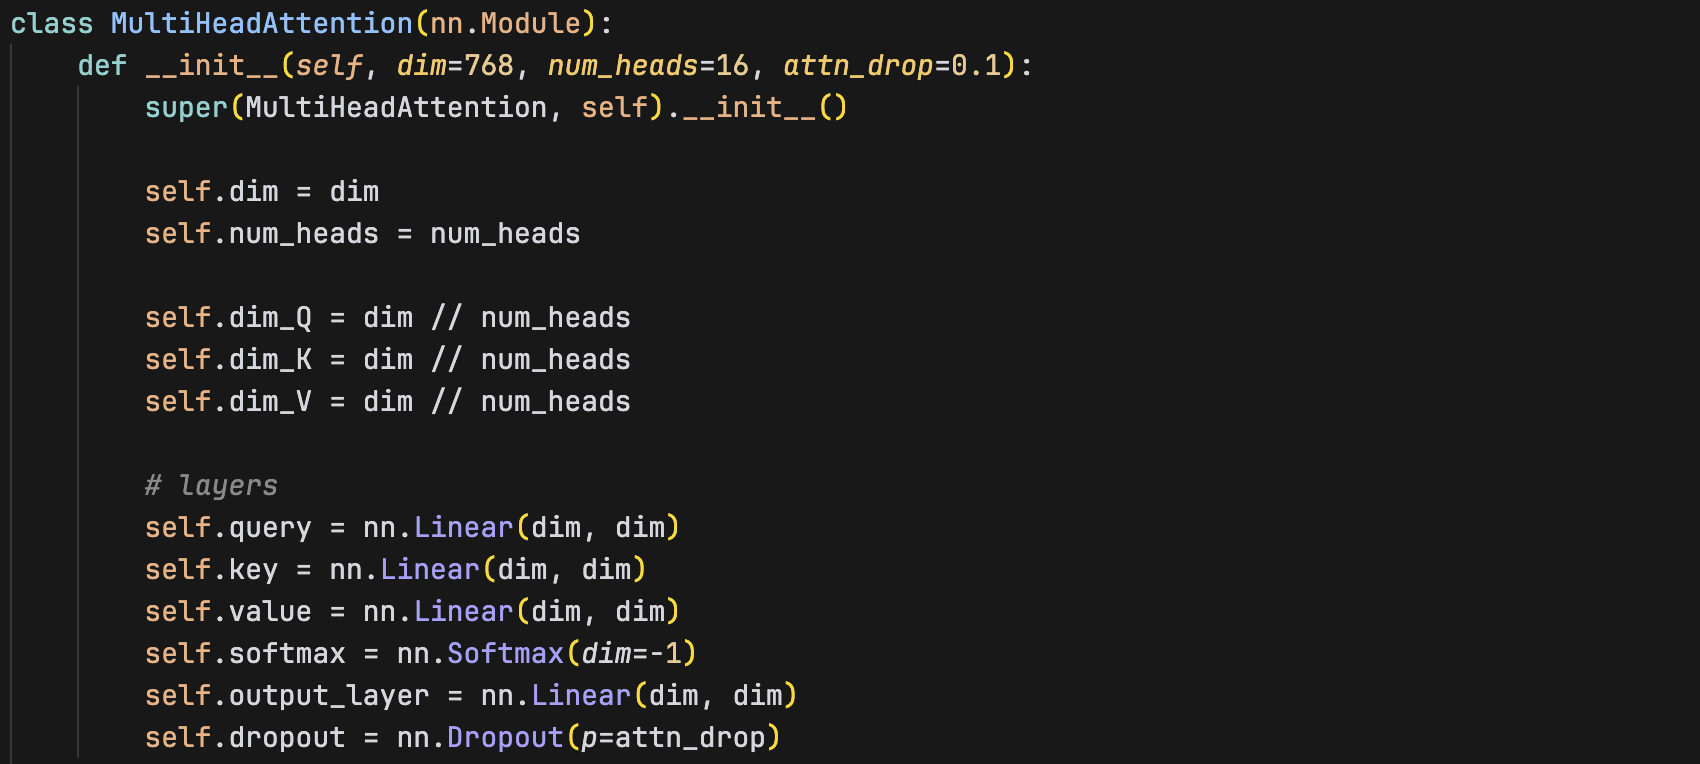 class MultiHeadAttention(nn.Module):
    def __init__(self, dim=768, num_heads=16, attn_drop=0.1):
        super(MultiHeadAttention, self).__init__()

        self.dim = dim
        self.num_heads = num_heads

        self.dim_Q = dim // num_heads
        self.dim_K = dim // num_heads
        self.dim_V = dim // num_heads

        # layers
        self.query = nn.Linear(dim, dim)
        self.key = nn.Linear(dim, dim)
        self.value = nn.Linear(dim, dim)
        self.softmax = nn.Softmax(dim=-1)
        self.output_layer = nn.Linear(dim, dim)
        self.dropout = nn.Dropout(p=attn_drop)